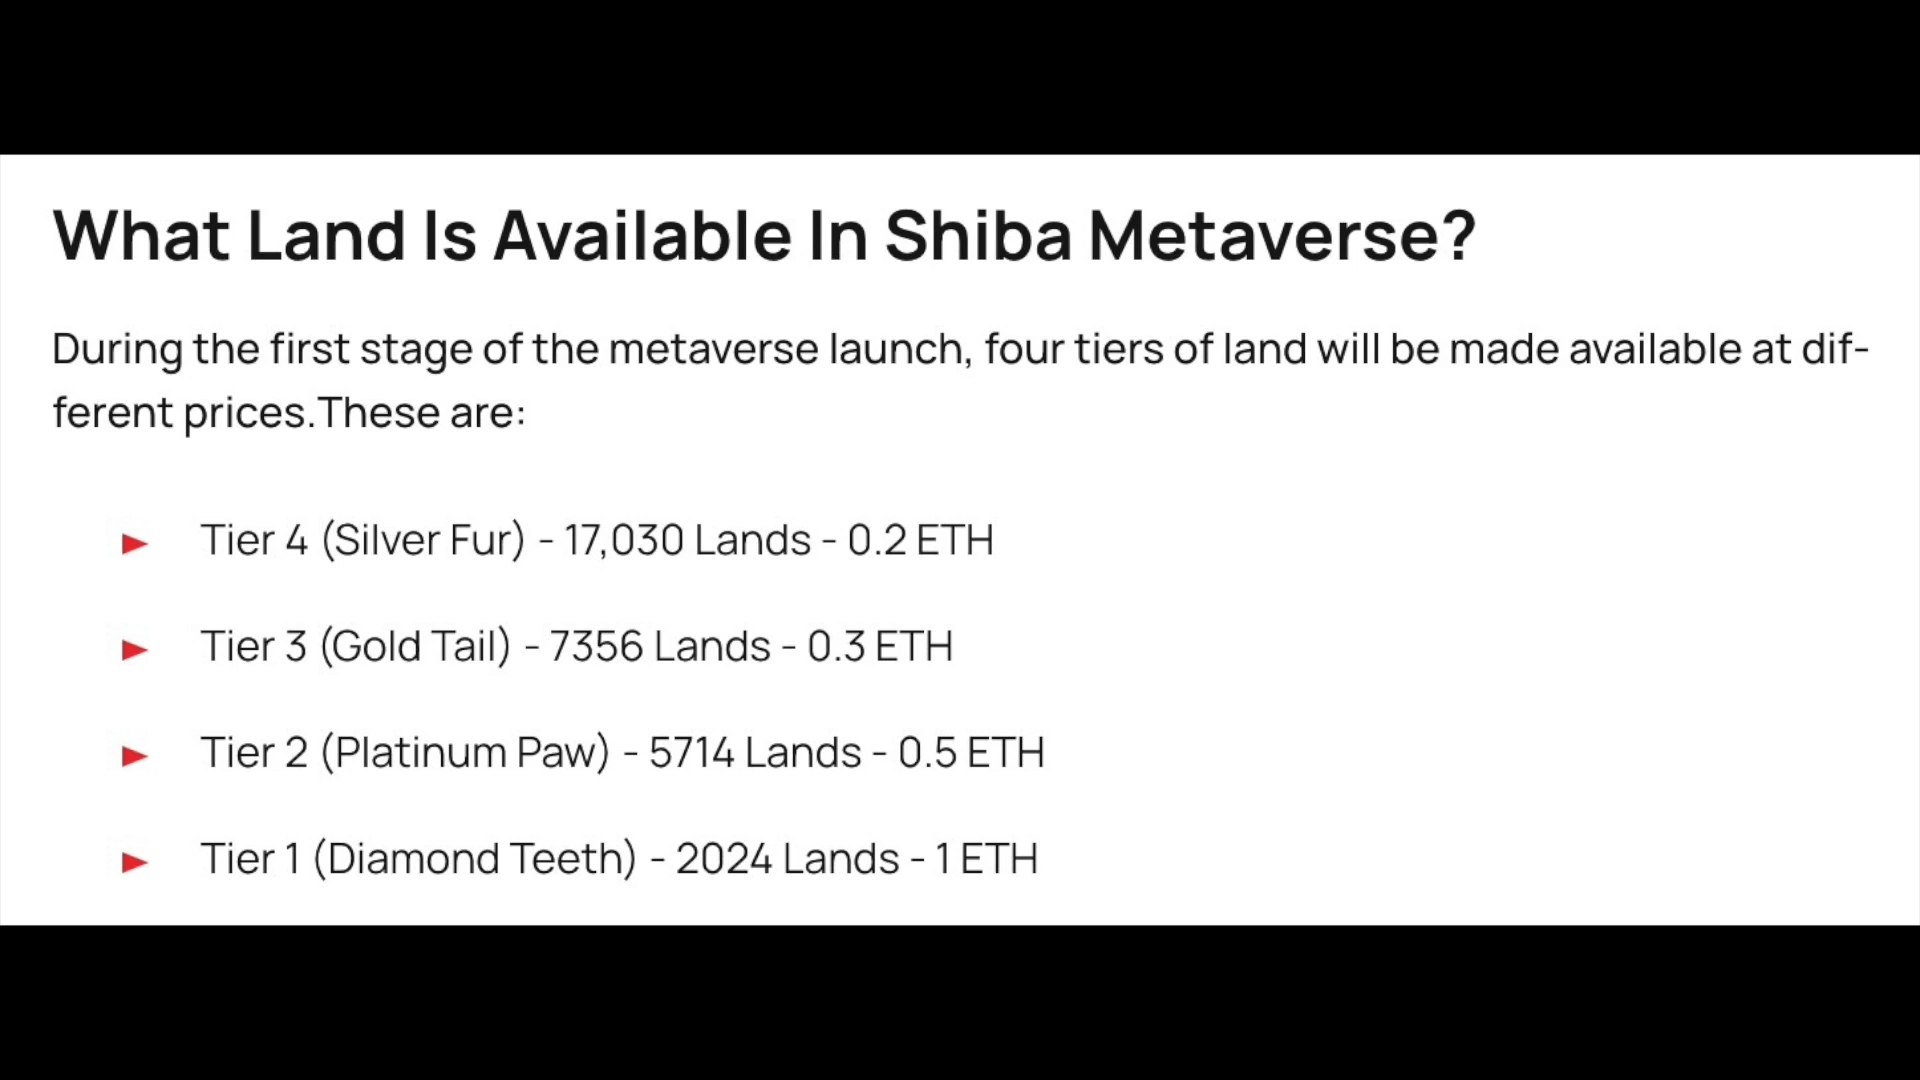 What Land Is Available In Shiba Metaverse?
During the first stage of the metaverse launch, four tiers of land will be made available at dif-
ferent prices.These are:
Tier 4 (Silver Fur) - 17,030 Lands - 0.2 ETH
Tier 3 (Gold Tail) - 7356 Lands - 0.3 ETH
Tier 2 (Platinum Paw) - 5714 Lands - 0.5 ETH
Tier 1 (Diamond Teeth) - 2024 Lands - 1 ETH